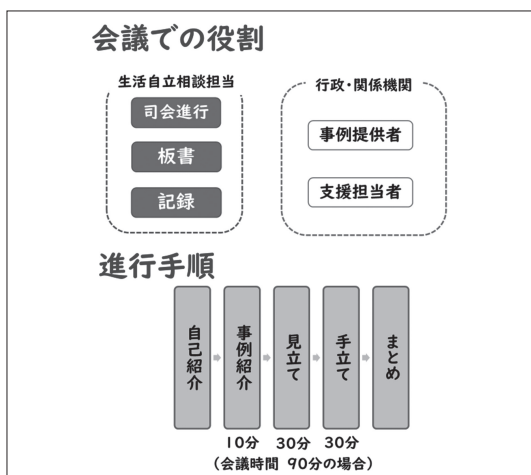 会議での役割
生活自立相談担当
司会進行
板書
記録
行政・関係機関
事例提供者
支援担当者
進行手順
自己紹介
事例紹介
見立て
手立て
まとめ
10分
30分
30分
(会議時間 90分の場合)